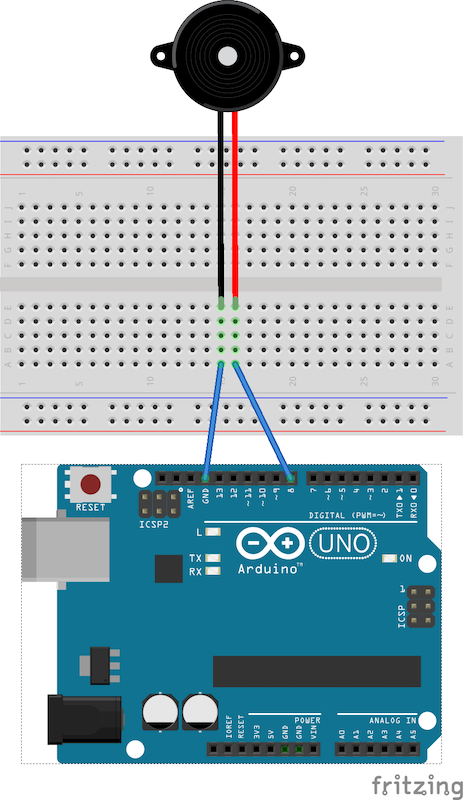 1 5 10 15 20 25 30
J
I
H
G
F
E
D
C
B
A
1 5 10 15 20 25 30
AREF
GND
13
12
~11
~10
~9
8
7
~6
~5
4
~3
2
TX0▶1
RX0◀0
RESET
ICSP2
DIGITAL (PWM=~)
L
TX
RX
Arduino™
UNO
ON
1
ICSP
IOREF
RESET
3V3
5V
GND
GND
VIN
POWER
ANALOG IN
A0
A1
A2
A3
A4
A5
fritzing